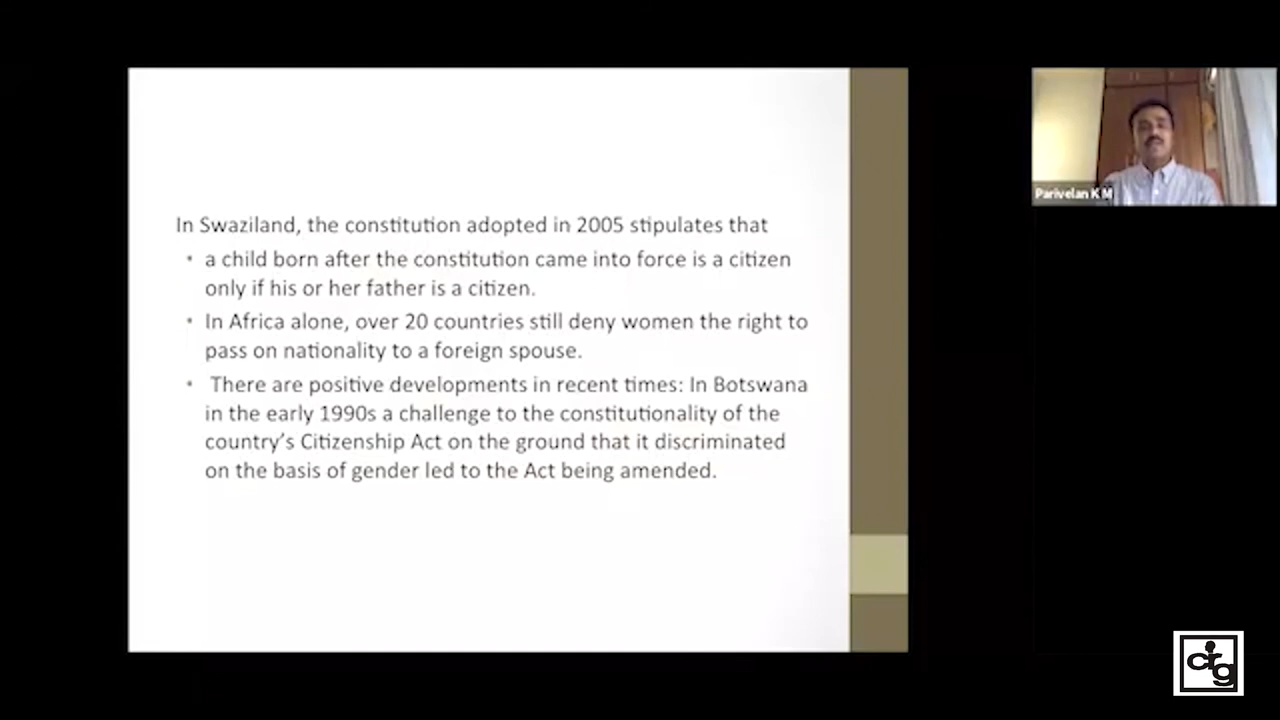 In Swaziland, the constitution adopted in 2005 stipulates that
• a child born after the constitution came into force is a citizen
only if his or her father is a citizen.
• In Africa alone, over 20 countries still deny women the right to
pass on nationality to a foreign spouse.
• There are positive developments in recent times: In Botswana
in the early 1990s a challenge to the constitutionality of the
country's Citizenship Act on the ground that it discriminated
on the basis of gender led to the Act being amended.
Parivelan K M
crg